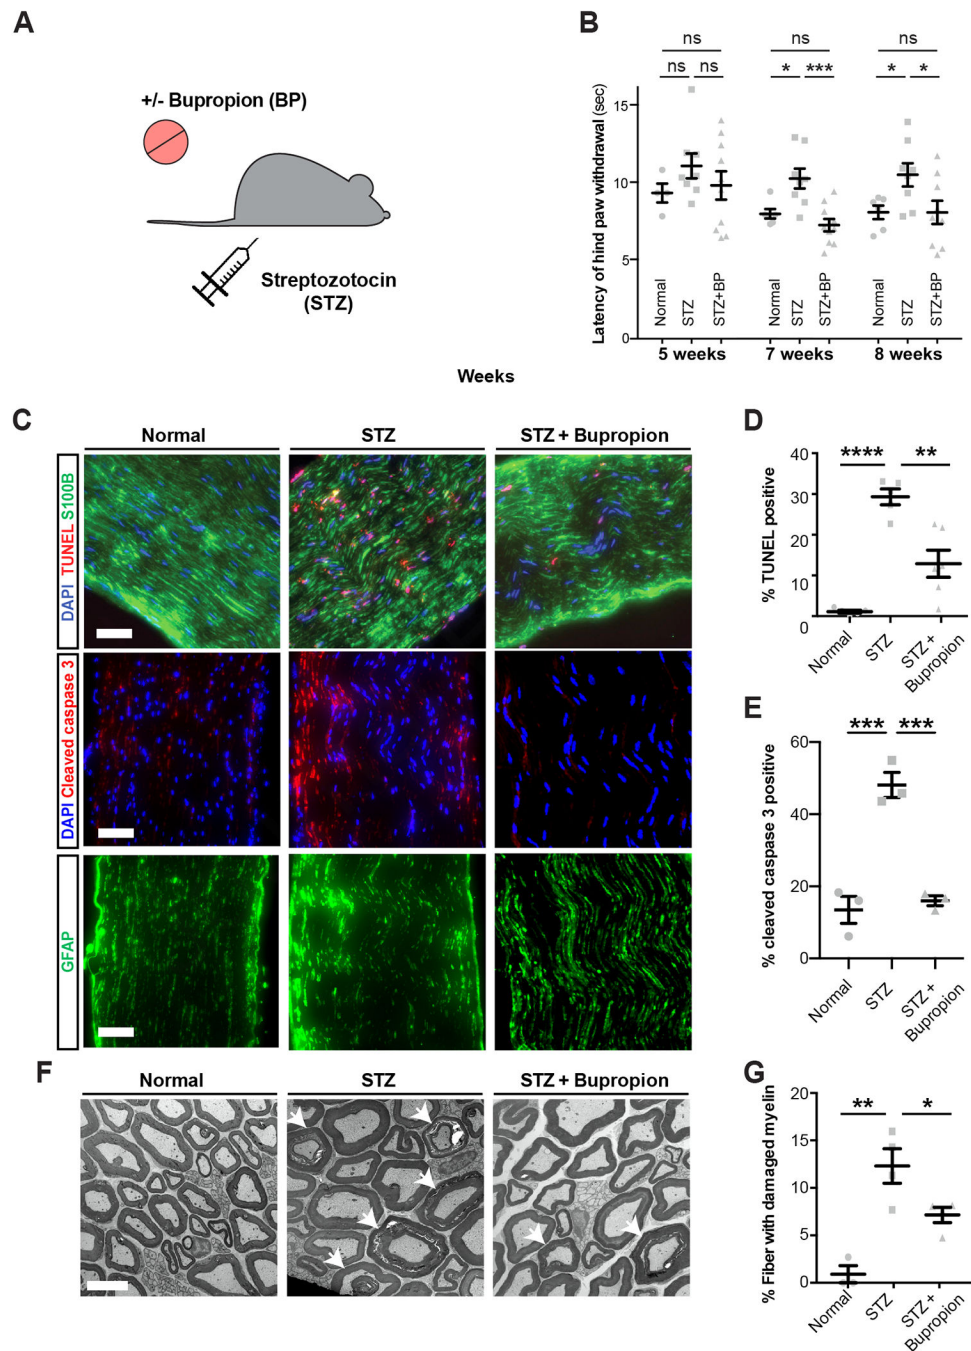 A
+/- Bupropion (BP)
Streptozotocin
(STZ)
B
ns
ns
ns
ns
ns
*
***
*
*
Latency of hind paw withdrawal (sec)
15
10
5
0
Normal
STZ
STZ+BP
Normal
STZ
STZ+BP
Normal
STZ
STZ+BP
5 weeks
7 weeks
8 weeks
Weeks
C
Normal
STZ
STZ + Bupropion
DAPI TUNEL S100B
DAPI Cleaved caspase 3
GFAP
D
****
**
% TUNEL positive
40
30
20
10
0
Normal
STZ
STZ +
Bupropion
E
***
***
% cleaved caspase 3 positive
60
40
20
0
Normal
STZ
STZ +
Bupropion
F
Normal
STZ
STZ + Bupropion
G
**
*
% Fiber with damaged myelin
20
15
10
5
0
Normal
STZ
STZ +
Bupropion